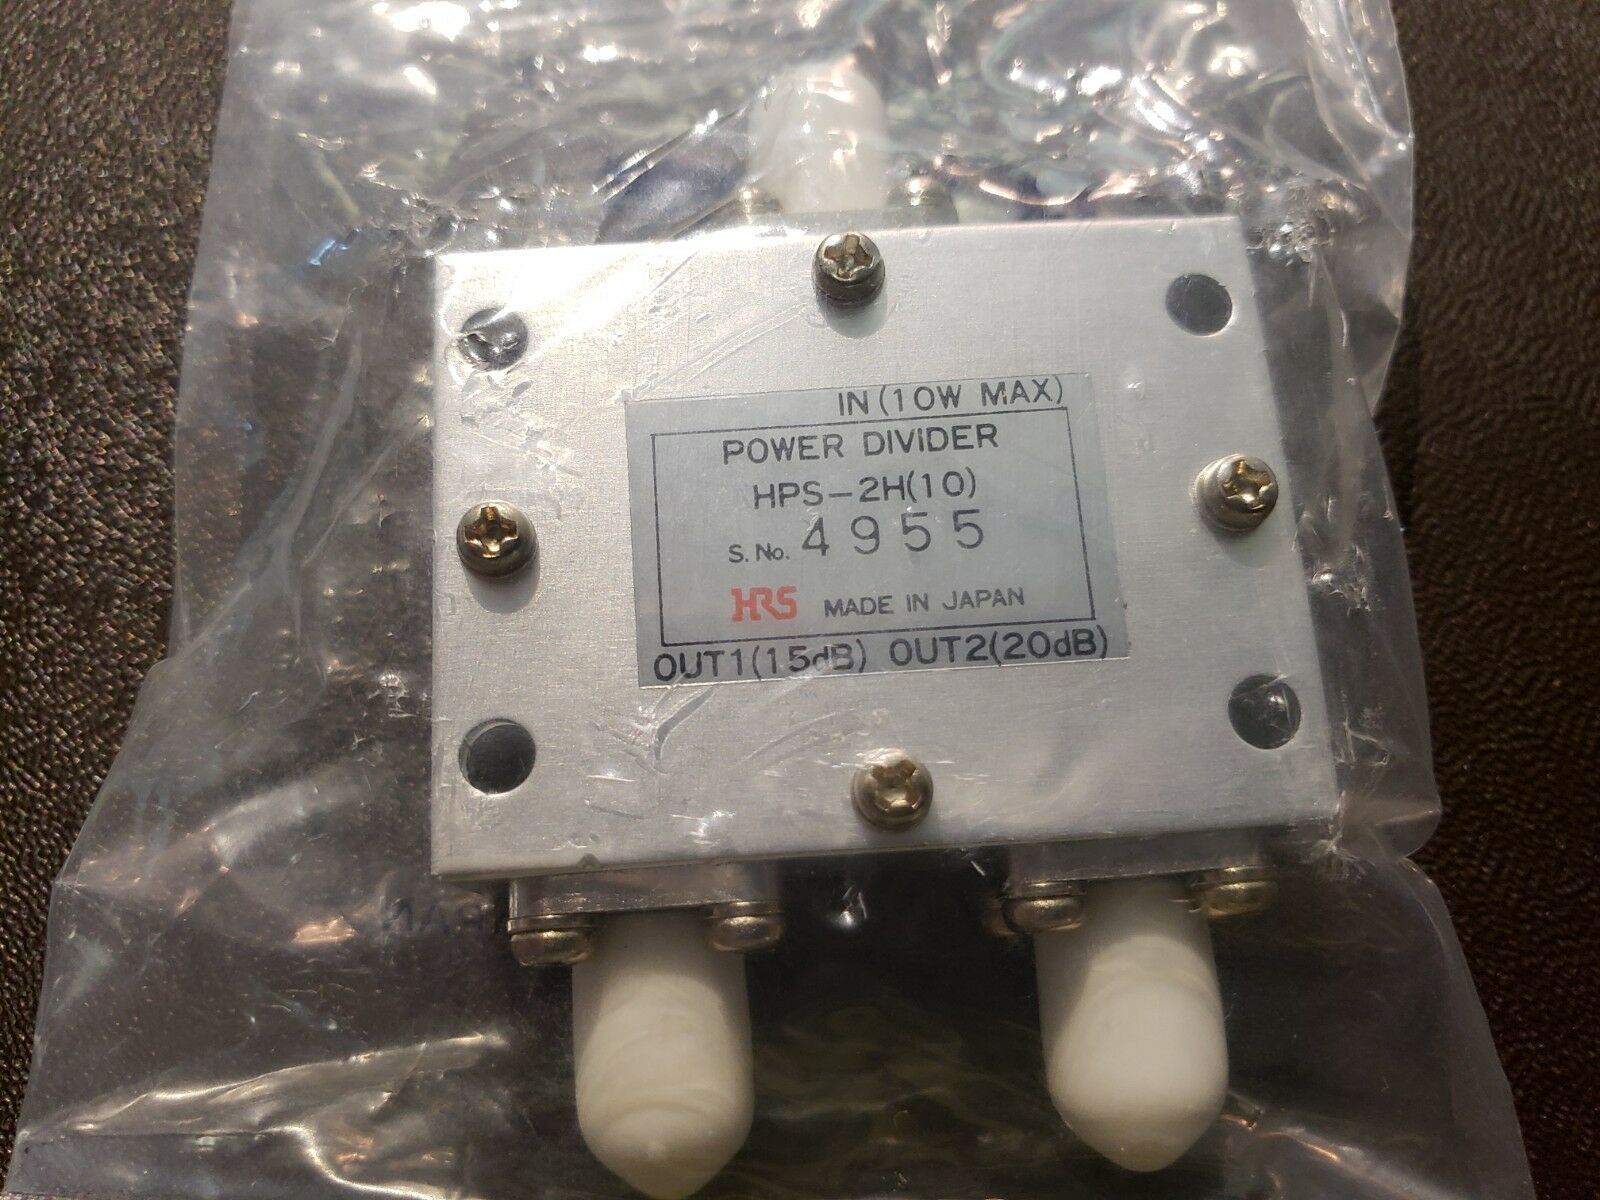 IN (10W MAX)
POWER DIVIDER
HPS-2H(10)
S. No. 4955
HRS MADE IN JAPAN
OUT1(15dB) OUT2(20dB)